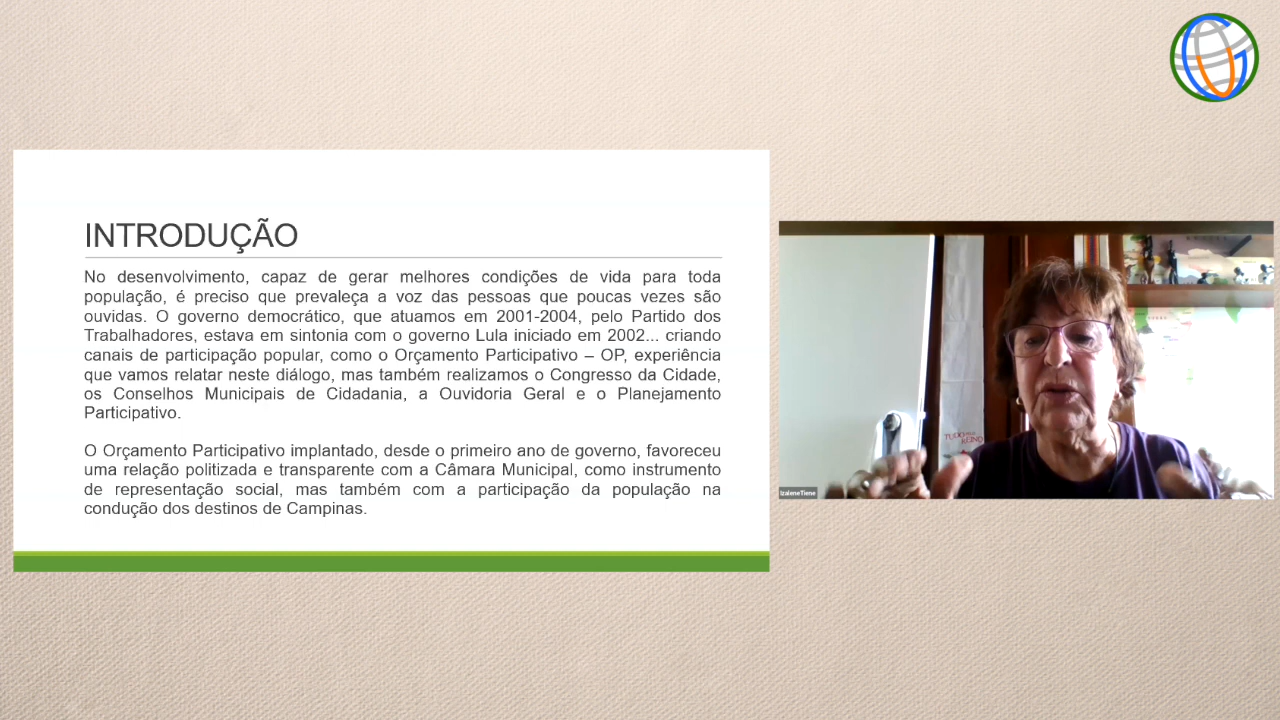 INTRODUÇÃO
No desenvolvimento, capaz de gerar melhores condições de vida para toda
população, é preciso que prevaleça a voz das pessoas que poucas vezes são
ouvidas. O governo democrático, que atuamos em 2001-2004, pelo Partido dos
Trabalhadores, estava em sintonia com o governo Lula iniciado em 2002... criando
canais de participação popular, como o Orçamento Participativo – OP, experiência
que vamos relatar neste diálogo, mas também realizamos o Congresso da Cidade,
os Conselhos Municipais de Cidadania, a Ouvidoria Geral e o Planejamento
Participativo.
O Orçamento Participativo implantado, desde o primeiro ano de governo, favoreceu
uma relação politizada e transparente com a Câmara Municipal, como instrumento
de representação social, mas também com a participação da população na
condução dos destinos de Campinas.
REINO
IzaleneTiene